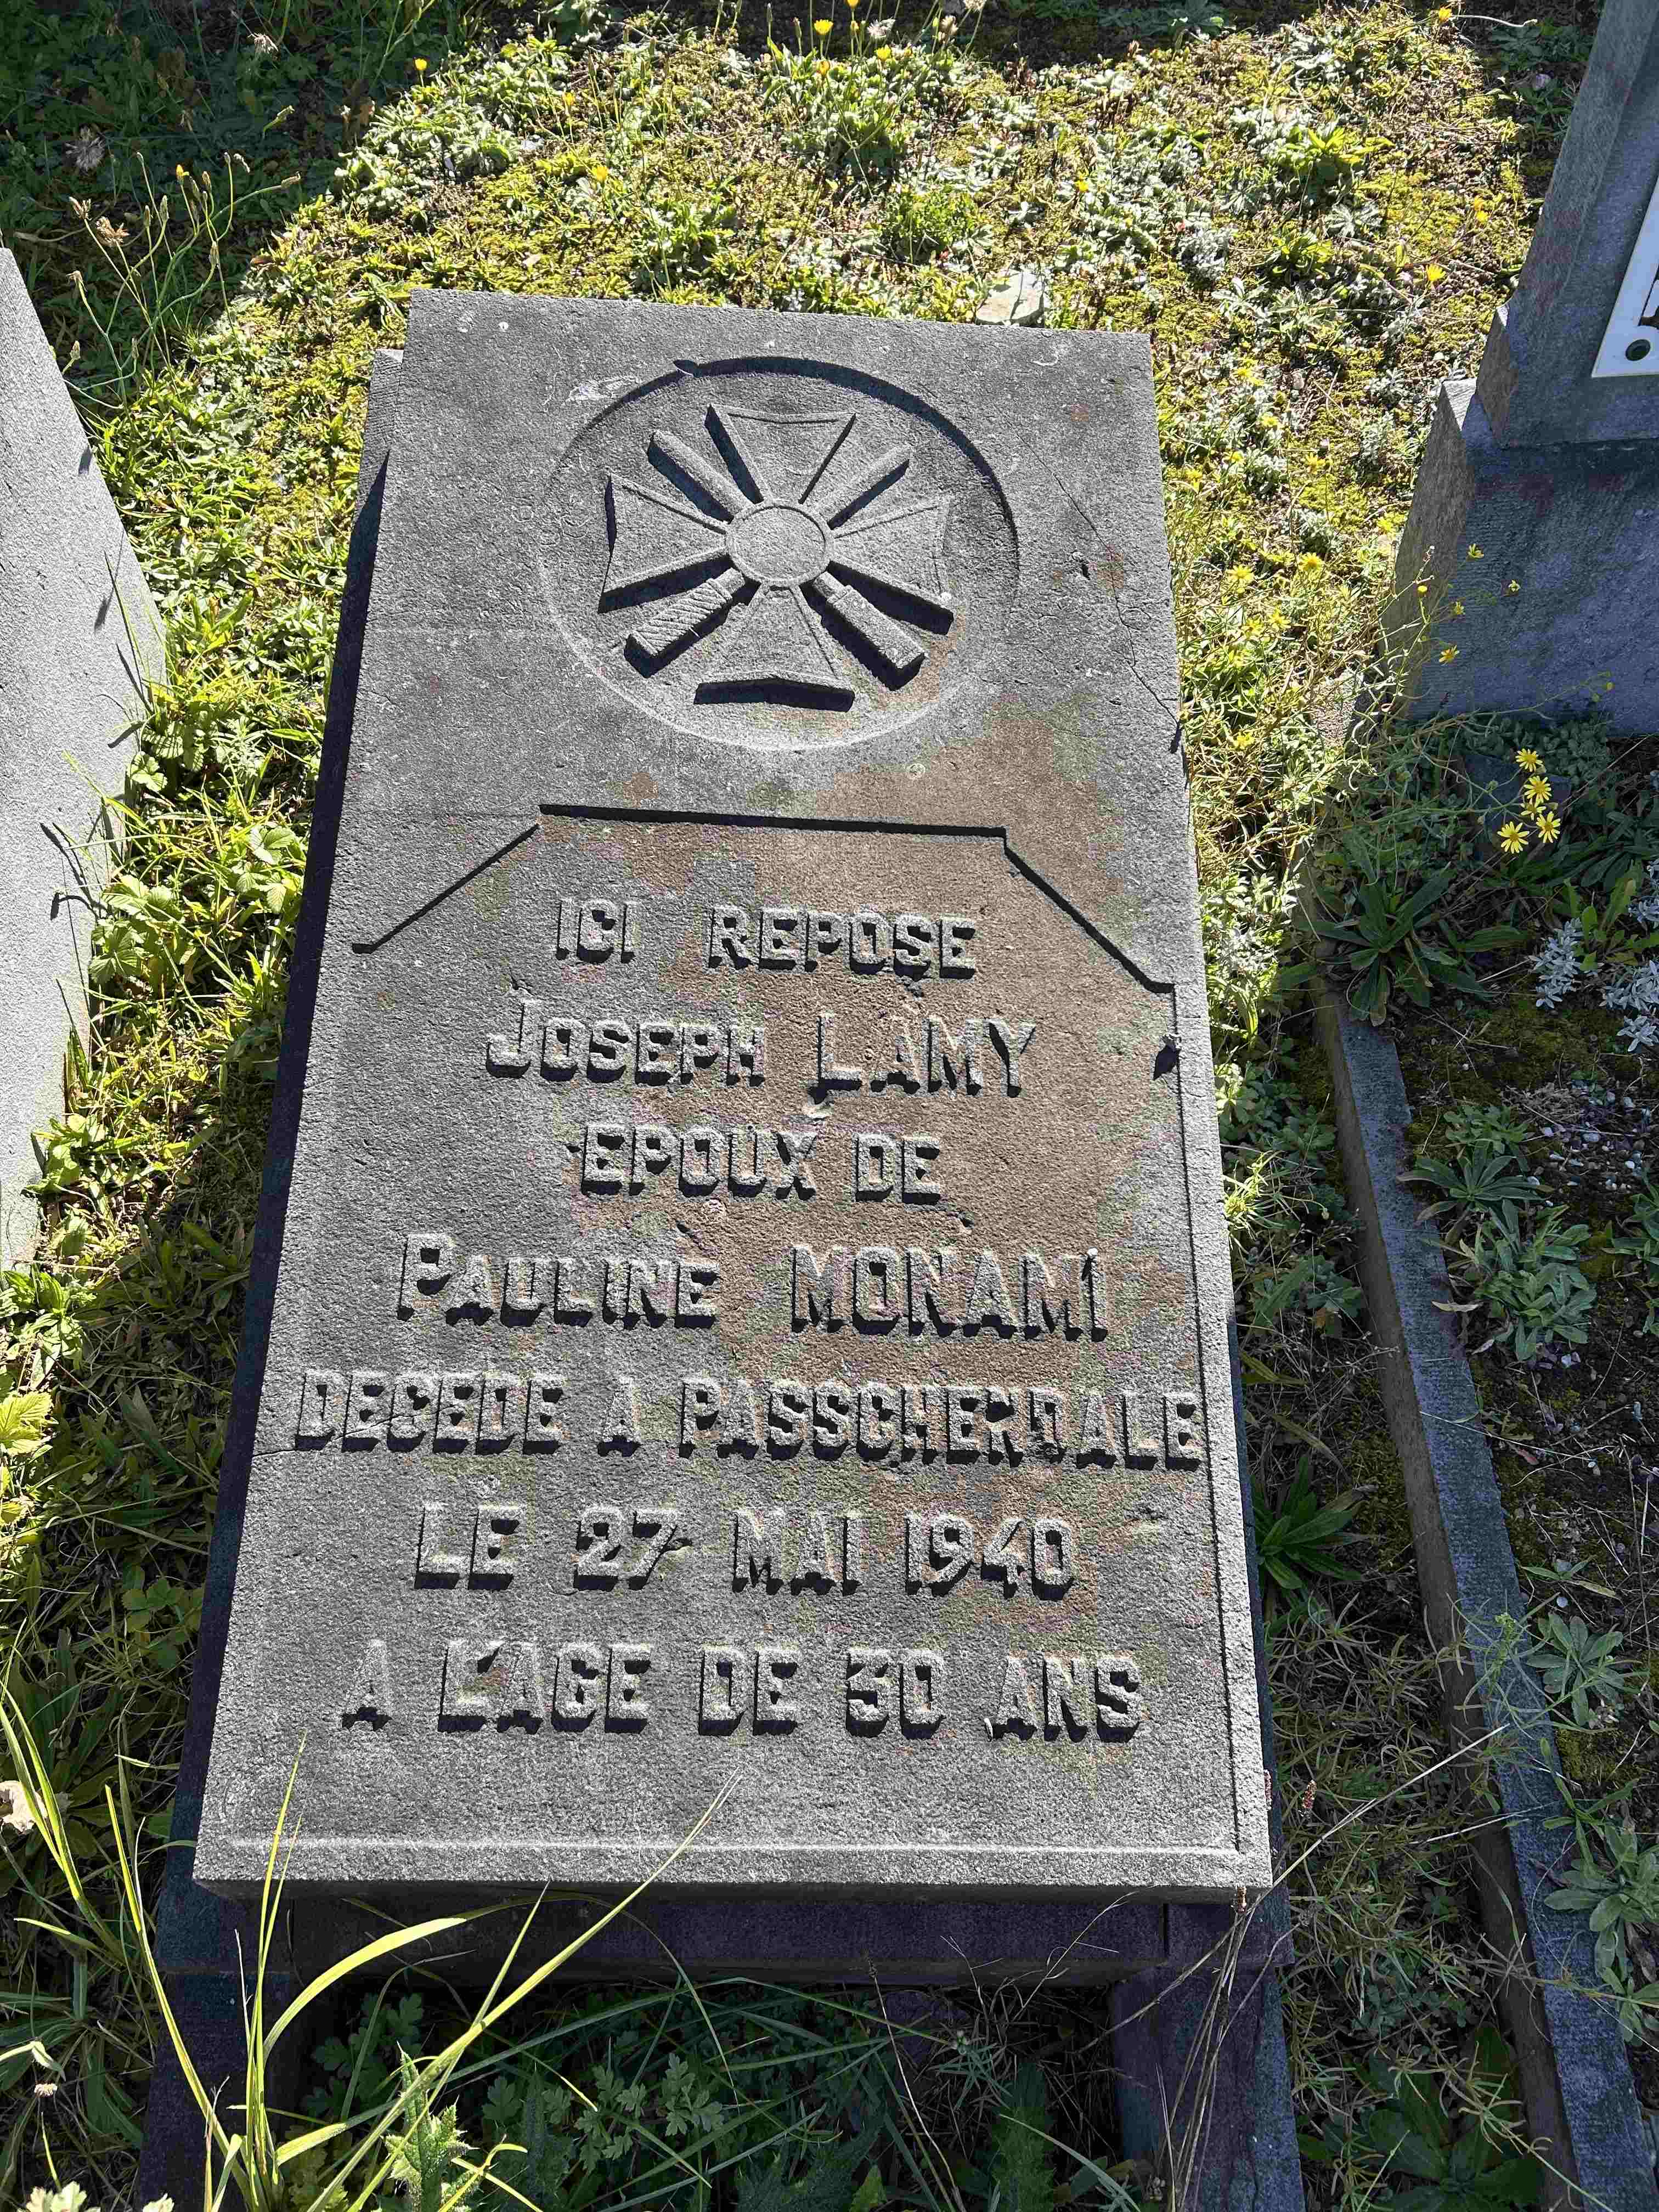 ICI REPOSE
JOSEPH LAMY
EPOUX DE
PAULINE MONAMI
DECEDE A PASSCHENDALE
LE 27 MAI 1940
A L'AGE DE 30 ANS